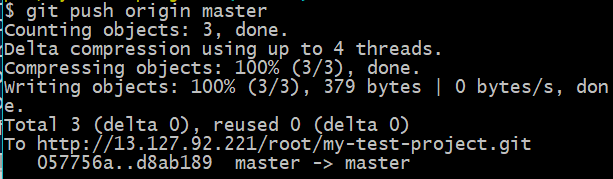 $ git push origin master
Counting objects: 3, done.
Delta compression using up to 4 threads.
Compressing objects: 100% (3/3), done.
Writing objects: 100% (3/3), 379 bytes | 0 bytes/s, don
e.
Total 3 (delta 0), reused 0 (delta 0)
To http://13.127.92.221/root/my-test-project.git
   057756a..d8ab189  master -> master